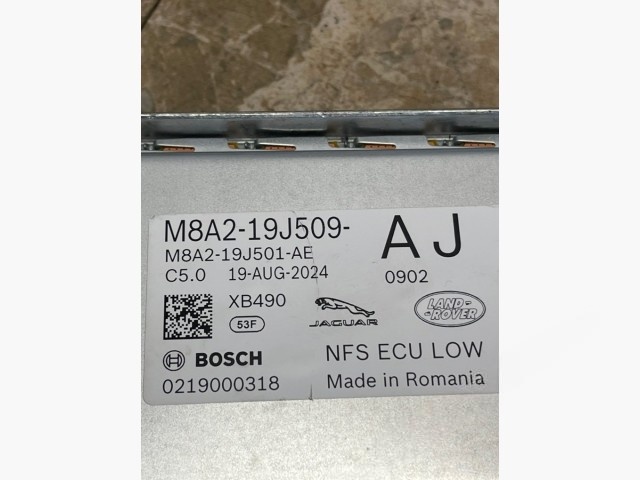 M8A2-19J509- AJ
M8A2-19J501-AE
C5.0 19-AUG-2024 0902
XB490
53F
JAGUAR
LAND-
ROVER
BOSCH NFS ECU LOW
0219000318 Made in Romania